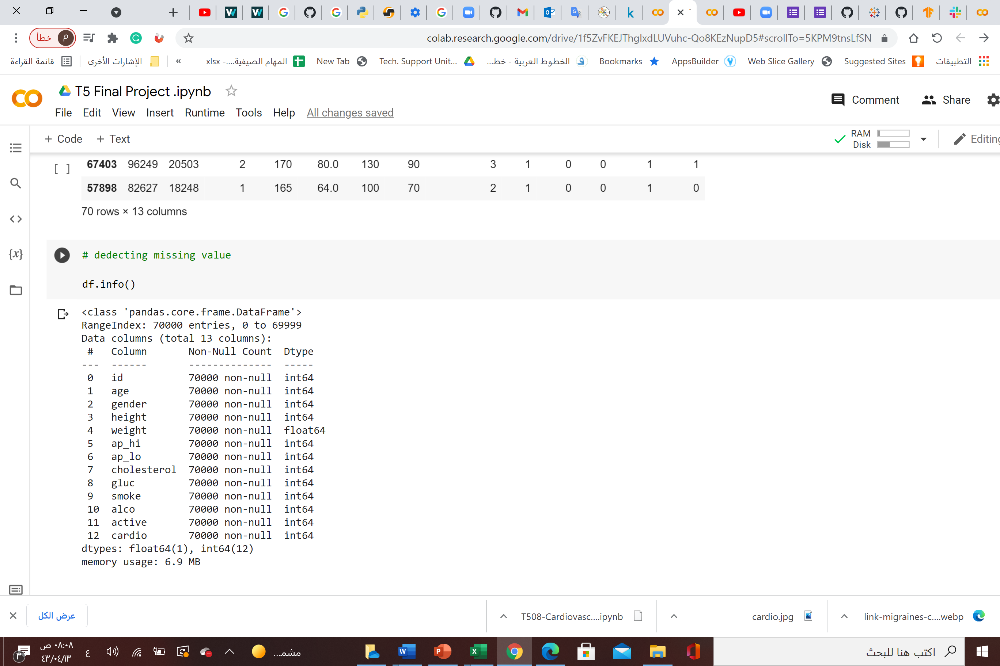 خطأ
colab.research.google.com/drive/1f5ZvFKEJThgIxdLUVuhc-Qo8KEzNupD5#scrollTo=5KPM9tnsLfSN
التطبيقات
Suggested Sites
Web Slice Gallery
AppsBuilder
Bookmarks
الخطوط العربية - خط...
Tech. Support Unit...
New Tab
المهام الصيفية....- xlsx
»
الإشارات الأخرى
قائمة القراءة
T5 Final Project .ipynb
File Edit View Insert Runtime Tools Help All changes saved
Comment
Share
+ Code + Text
RAM
Disk
Editing
[ ]
67403 96249 20503 2 170 80.0 130 90 3 1 0 0 1 1
57898 82627 18248 1 165 64.0 100 70 2 1 0 0 1 0
70 rows × 13 columns
{x}
# dedecting missing value
df.info()
<class 'pandas.core.frame.DataFrame'>
RangeIndex: 70000 entries, 0 to 69999
Data columns (total 13 columns):
# Column Non-Null Count Dtype
--- ------ -------------- -----
0 id 70000 non-null int64
1 age 70000 non-null int64
2 gender 70000 non-null int64
3 height 70000 non-null int64
4 weight 70000 non-null float64
5 ap_hi 70000 non-null int64
6 ap_lo 70000 non-null int64
7 cholesterol 70000 non-null int64
8 gluc 70000 non-null int64
9 smoke 70000 non-null int64
10 alco 70000 non-null int64
11 active 70000 non-null int64
12 cardio 70000 non-null int64
dtypes: float64(1), int64(12)
memory usage: 6.9 MB
link-migraines-c....webp
cardio.jpg
T508-Cardiovasc....ipynb
عرض الكل
اكتب هنا للبحث
مشم...
ع
٠٨:٠٨ ص
٤٣/٠٤/١٣
٣